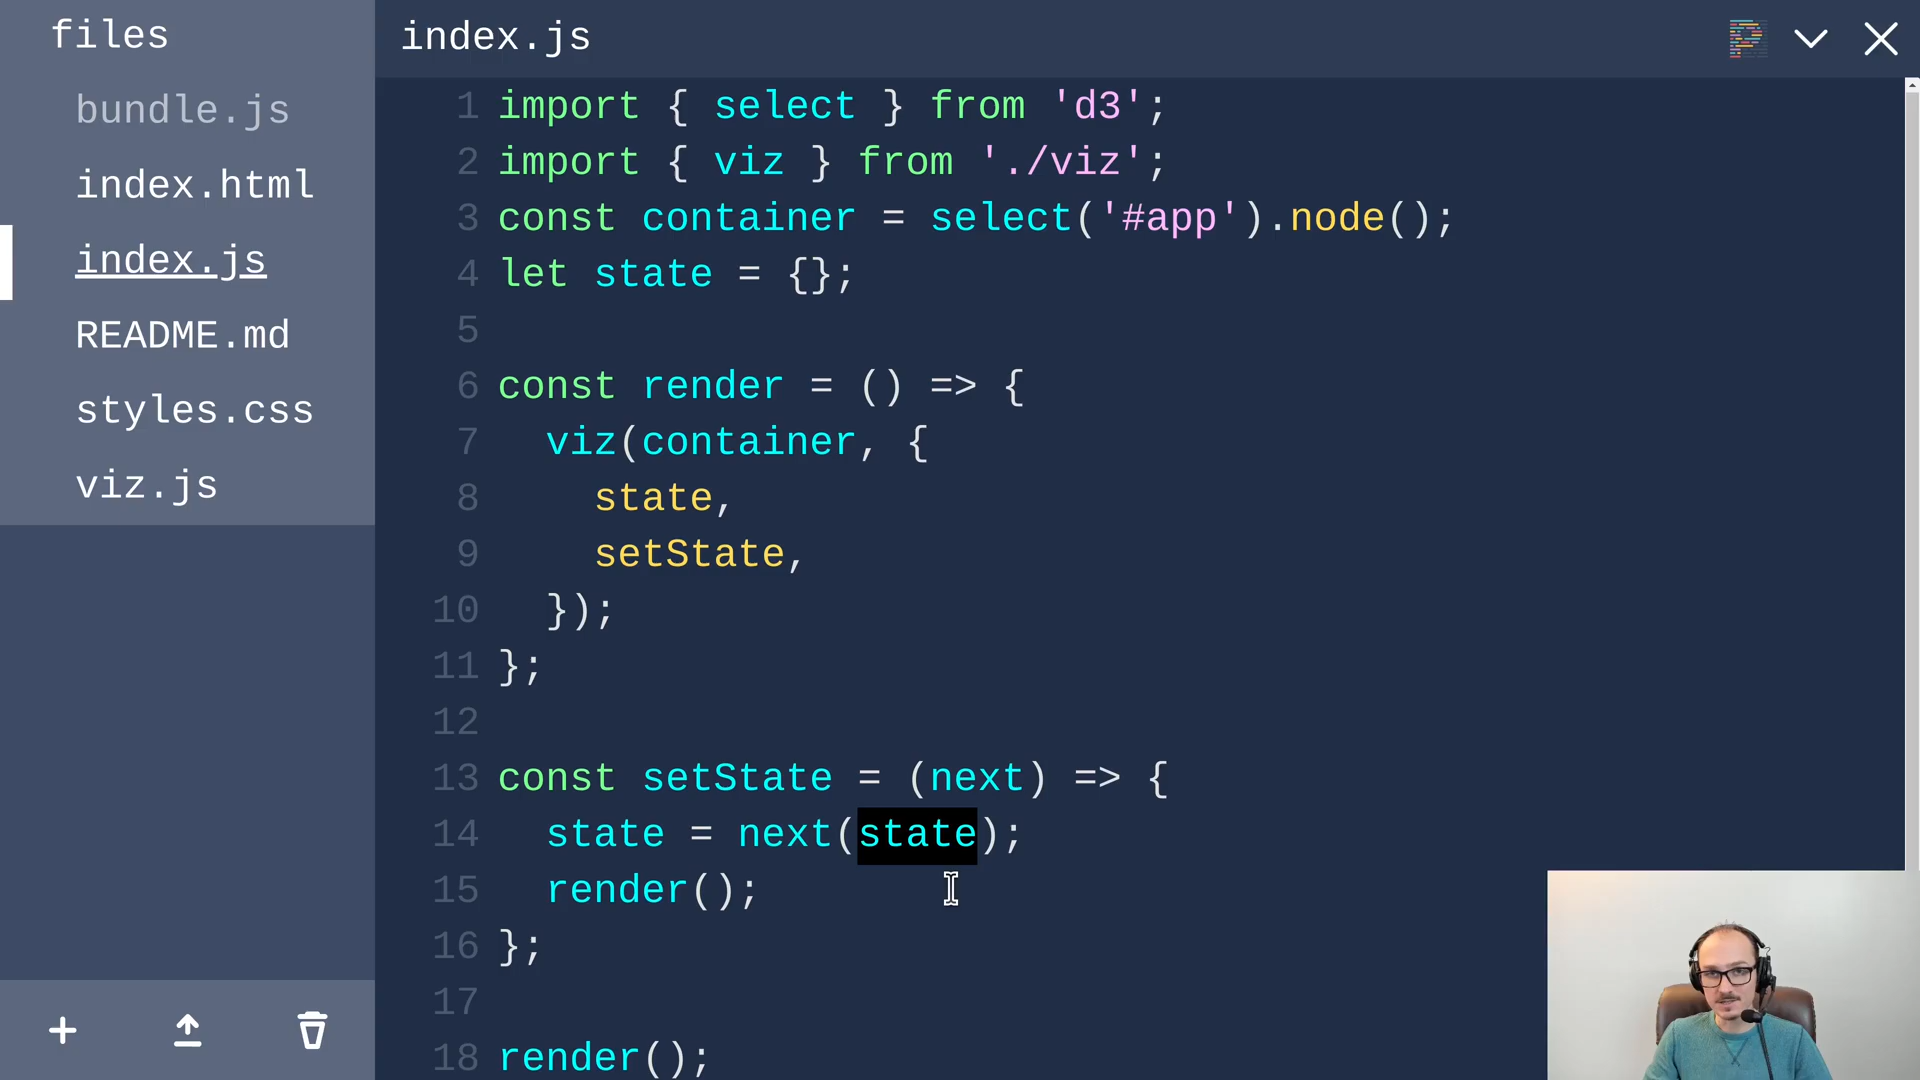 files
bundle.js
index.html
index.js
README.md
styles.css
viz.js
index.js
1 import { select } from 'd3';
2 import { viz } from './viz';
3 const container = select('#app').node();
4 let state = {};
5
6 const render = () => {
7   viz(container, {
8     state,
9     setState,
10   });
11 };
12
13 const setState = (next) => {
14   state = next(state);
15   render();
16 };
17
18 render();